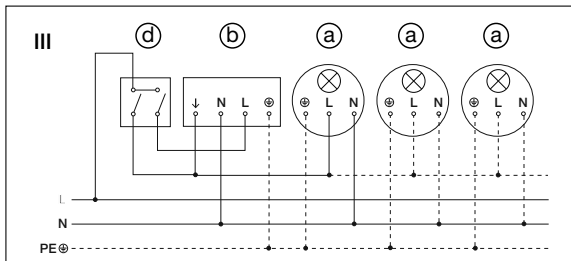 III
d b a a a
↓ N L ⏚ ⏚ L N ⏚ L N ⏚ L N
L
N
PE ⏚